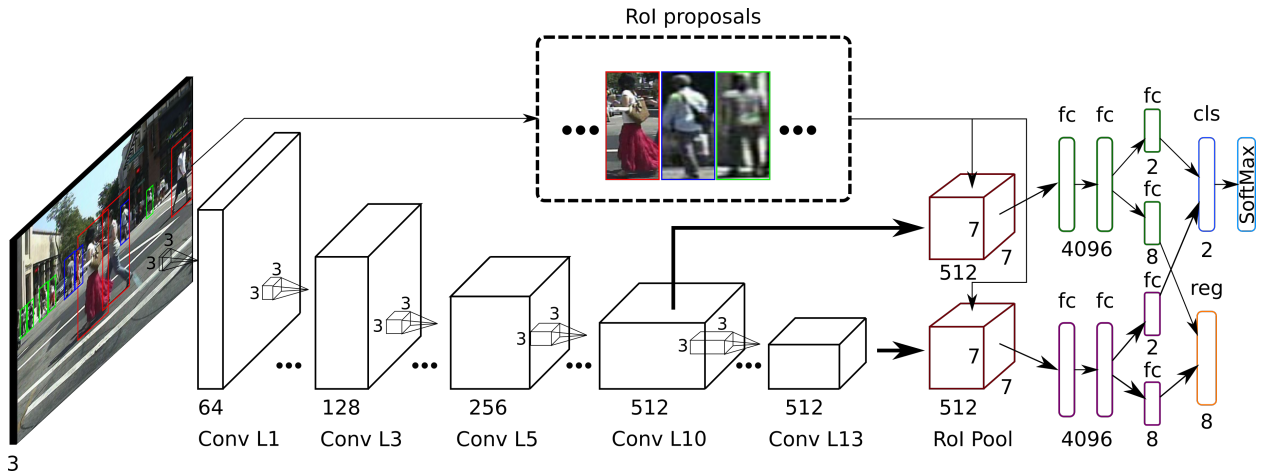 RoI proposals
fc
fc
fc
cls
2
SoftMax
fc
3
3
7
7
4096
8
2
512
3
3
fc
reg
3
3
3
3
3
3
fc
fc
7
7
2
fc
64
128
256
512
512
512
4096
8
8
Conv L1
Conv L3
Conv L5
Conv L10
Conv L13
RoI Pool
3